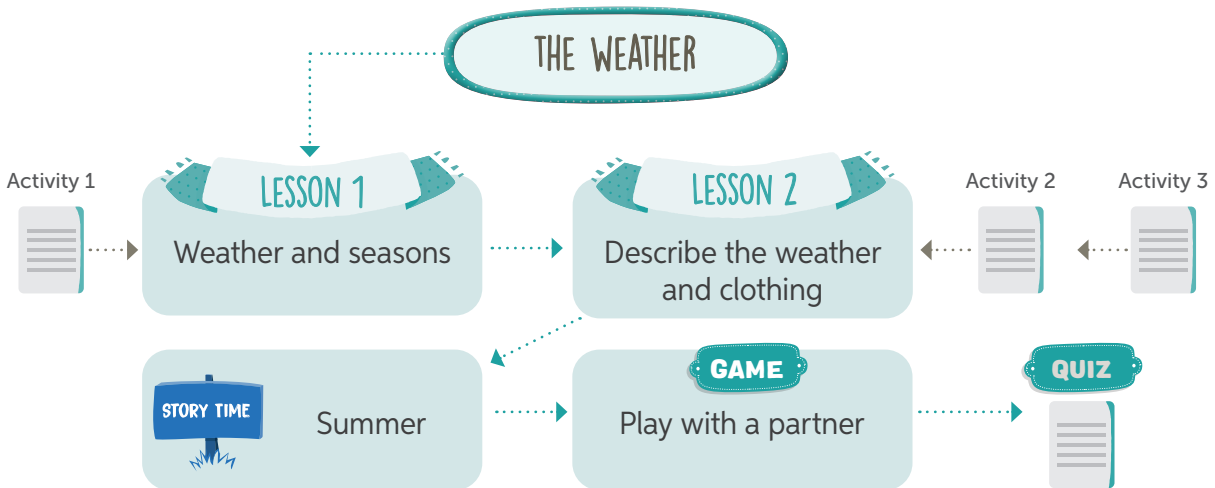 THE WEATHER
Activity 1
LESSON 1
Weather and seasons
LESSON 2
Describe the weather
and clothing
Activity 2
Activity 3
STORY TIME
Summer
GAME
Play with a partner
QUIZ